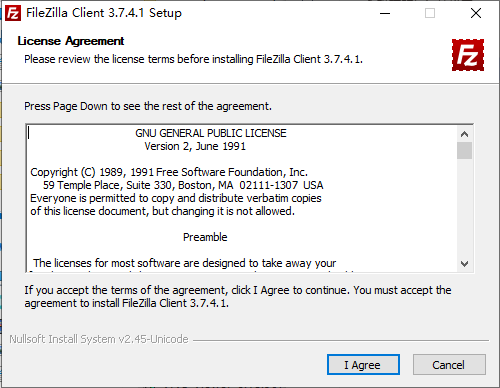 FileZilla Client 3.7.4.1 Setup
License Agreement
Please review the license terms before installing FileZilla Client 3.7.4.1.
FZ
Press Page Down to see the rest of the agreement.
GNU GENERAL PUBLIC LICENSE
Version 2, June 1991
Copyright (C) 1989, 1991 Free Software Foundation, Inc.
59 Temple Place, Suite 330, Boston, MA  02111-1307  USA
Everyone is permitted to copy and distribute verbatim copies
of this license document, but changing it is not allowed.
Preamble
The licenses for most software are designed to take away your
If you accept the terms of the agreement, click I Agree to continue. You must accept the
agreement to install FileZilla Client 3.7.4.1.
Nullsoft Install System v2.45-Unicode
I Agree
Cancel